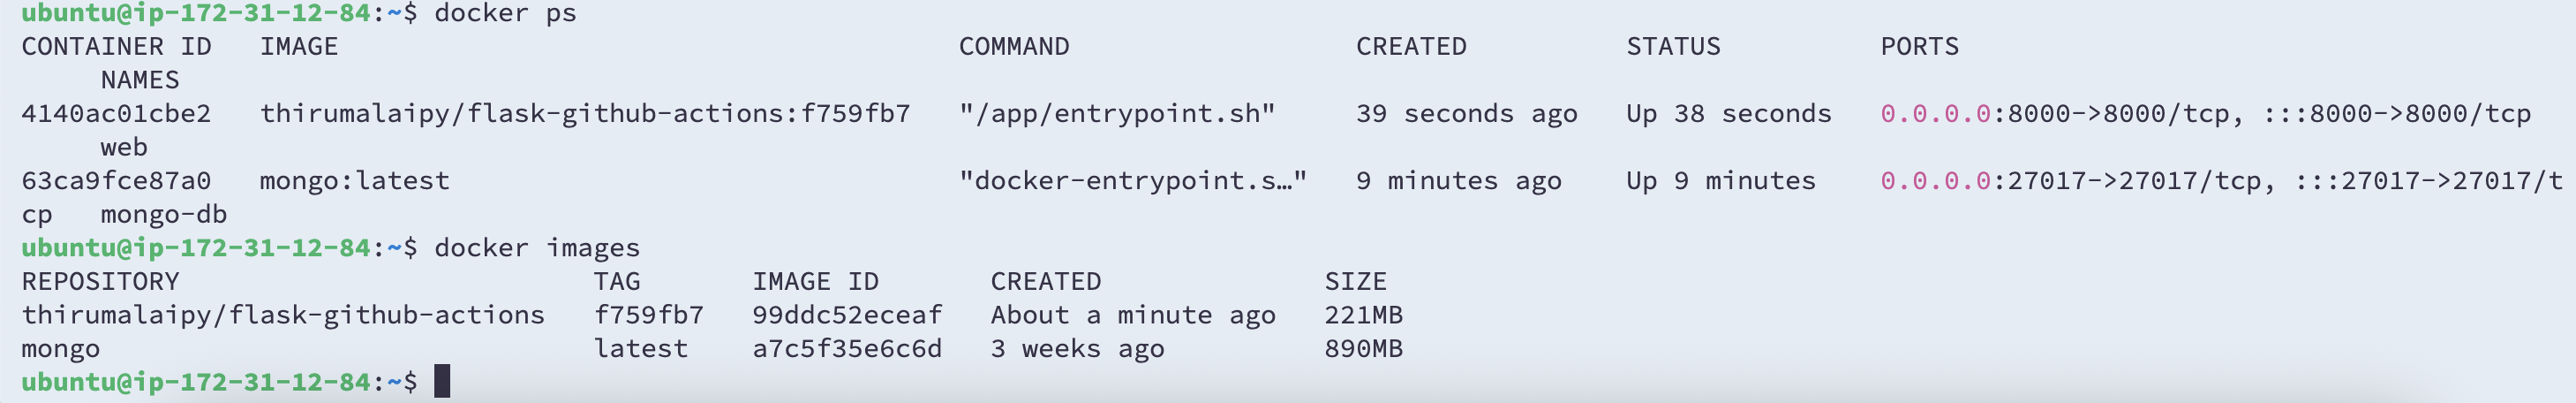 ubuntu@ip-172-31-12-84:~$ docker ps
CONTAINER ID   IMAGE                                       COMMAND                  CREATED          STATUS          PORTS
     NAMES
4140ac01cbe2   thirumalaipy/flask-github-actions:f759fb7   "/app/entrypoint.sh"     39 seconds ago   Up 38 seconds   0.0.0.0:8000->8000/tcp, :::8000->8000/tcp
     web
63ca9fce87a0   mongo:latest                                "docker-entrypoint.s…"   9 minutes ago    Up 9 minutes    0.0.0.0:27017->27017/tcp, :::27017->27017/t
cp   mongo-db
ubuntu@ip-172-31-12-84:~$ docker images
REPOSITORY                          TAG       IMAGE ID       CREATED              SIZE
thirumalaipy/flask-github-actions   f759fb7   99ddc52eceaf   About a minute ago   221MB
mongo                               latest    a7c5f35e6c6d   3 weeks ago          890MB
ubuntu@ip-172-31-12-84:~$